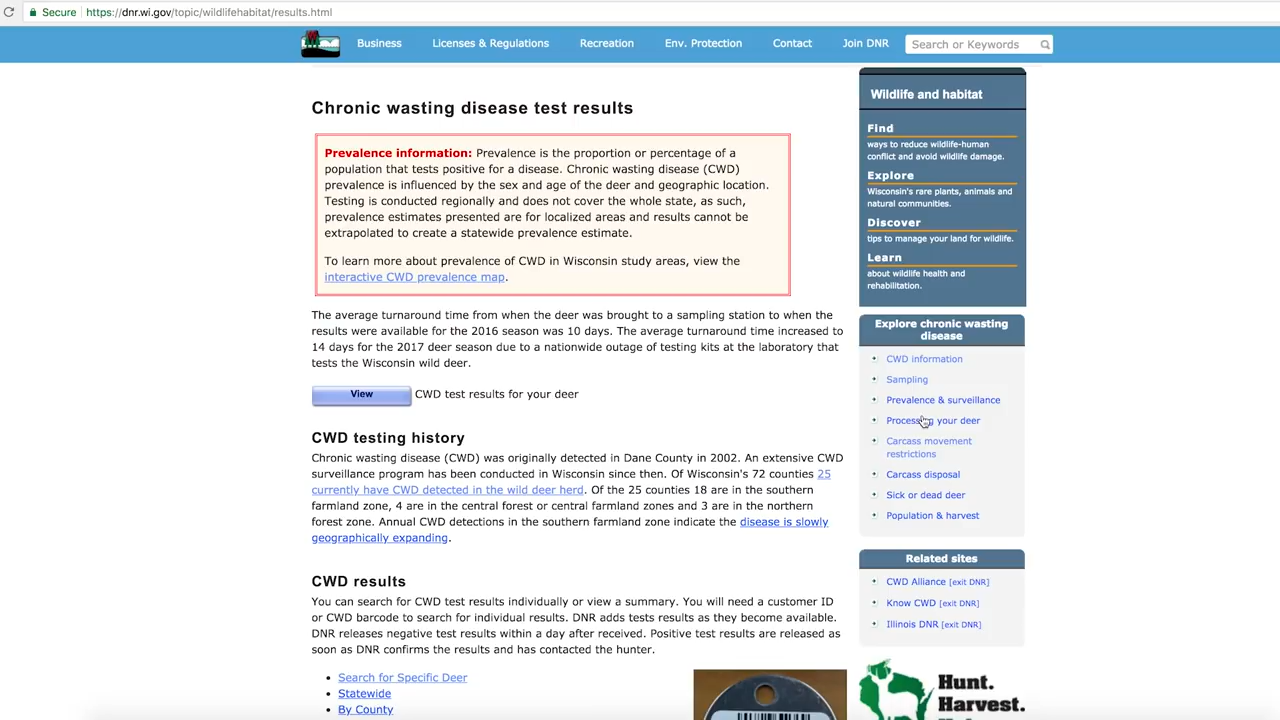 Secure https://dnr.wi.gov/topic/wildlifehabitat/results.html
Business Licenses & Regulations Recreation Env. Protection Contact Join DNR Search or Keywords
Chronic wasting disease test results
Prevalence information: Prevalence is the proportion or percentage of a
population that tests positive for a disease. Chronic wasting disease (CWD)
prevalence is influenced by the sex and age of the deer and geographic location.
Testing is conducted regionally and does not cover the whole state, as such,
prevalence estimates presented are for localized areas and results cannot be
extrapolated to create a statewide prevalence estimate.
To learn more about prevalence of CWD in Wisconsin study areas, view the
interactive CWD prevalence map.
The average turnaround time from when the deer was brought to a sampling station to when the
results were available for the 2016 season was 10 days. The average turnaround time increased to
14 days for the 2017 deer season due to a nationwide outage of testing kits at the laboratory that
tests the Wisconsin wild deer.
View CWD test results for your deer
CWD testing history
Chronic wasting disease (CWD) was originally detected in Dane County in 2002. An extensive CWD
surveillance program has been conducted in Wisconsin since then. Of Wisconsin's 72 counties 25
currently have CWD detected in the wild deer herd. Of the 25 counties 18 are in the southern
farmland zone, 4 are in the central forest or central farmland zones and 3 are in the northern
forest zone. Annual CWD detections in the southern farmland zone indicate the disease is slowly
geographically expanding.
CWD results
You can search for CWD test results individually or view a summary. You will need a customer ID
or CWD barcode to search for individual results. DNR adds tests results as they become available.
DNR releases negative test results within a day after received. Positive test results are released as
soon as DNR confirms the results and has contacted the hunter.
Search for Specific Deer
Statewide
By County
Wildlife and habitat
Find
ways to reduce wildlife-human
conflict and avoid wildlife damage.
Explore
Wisconsin's rare plants, animals and
natural communities.
Discover
tips to manage your land for wildlife.
Learn
about wildlife health and
rehabilitation.
Explore chronic wasting
disease
CWD information
Sampling
Prevalence & surveillance
Processing your deer
Carcass movement
restrictions
Carcass disposal
Sick or dead deer
Population & harvest
Related sites
CWD Alliance [exit DNR]
Know CWD [exit DNR]
Illinois DNR [exit DNR]
Hunt.
Harvest.